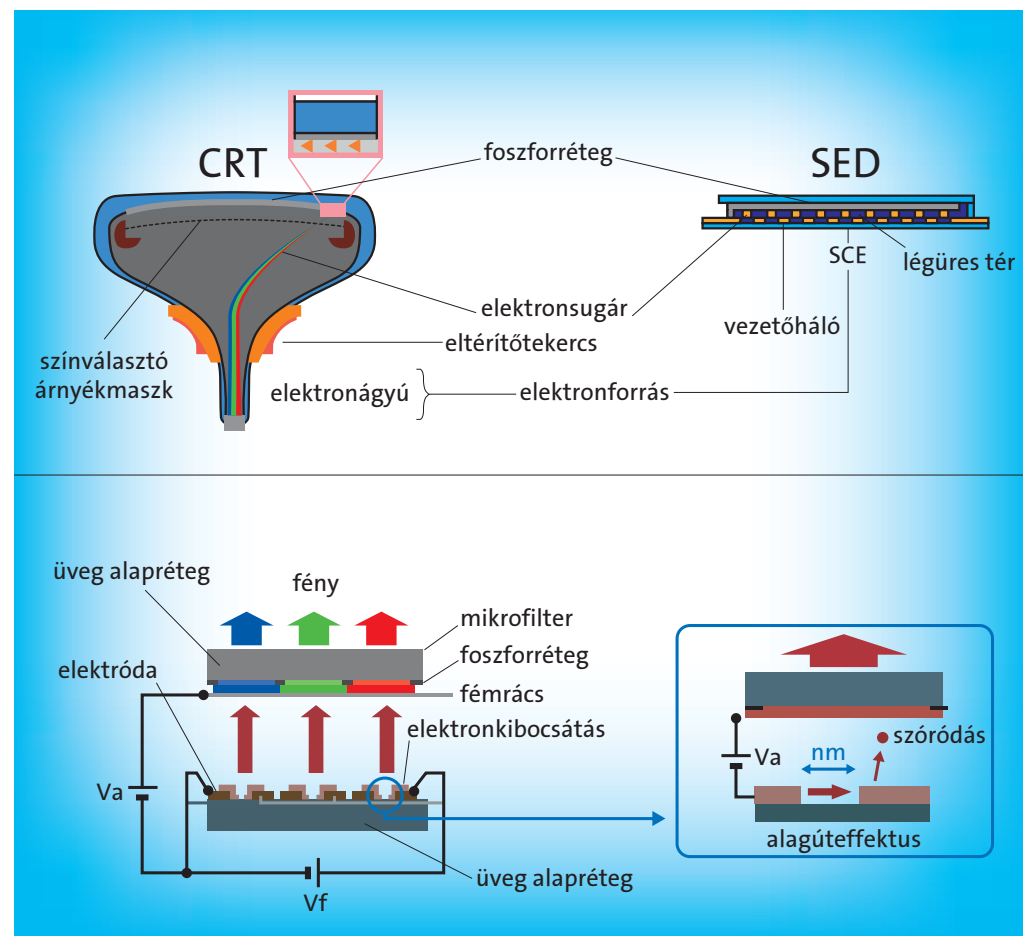 CRT
foszforréteg
SED
SCE
légüres tér
elektronsugár
vezetőháló
eltérítőtekercs
színválasztó
árnyékmaszk
elektronágyú
elektronforrás
üveg alapréteg
fény
mikrofilter
elektróda
foszforréteg
fémrács
elektronkibocsátás
szóródás
nm
Va
Va
alagúteffektus
üveg alapréteg
Vf